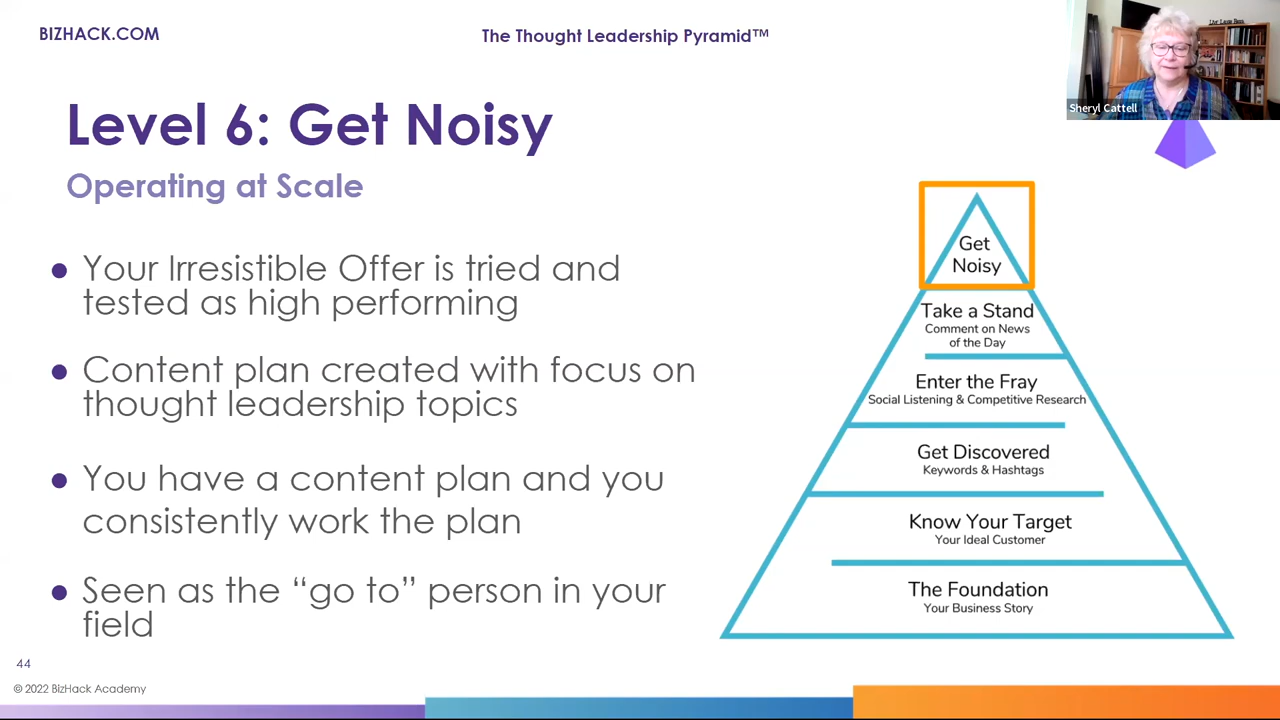 BIZHACK.COM
The Thought Leadership Pyramid™
Sheryl Cattell
Level 6: Get Noisy
Operating at Scale
● Your Irresistible Offer is tried and
tested as high performing
● Content plan created with focus on
thought leadership topics
● You have a content plan and you
consistently work the plan
● Seen as the “go to” person in your
field
Get
Noisy
Take a Stand
Comment on News
of the Day
Enter the Fray
Social Listening & Competitive Research
Get Discovered
Keywords & Hashtags
Know Your Target
Your Ideal Customer
The Foundation
Your Business Story
44
© 2022 BizHack Academy